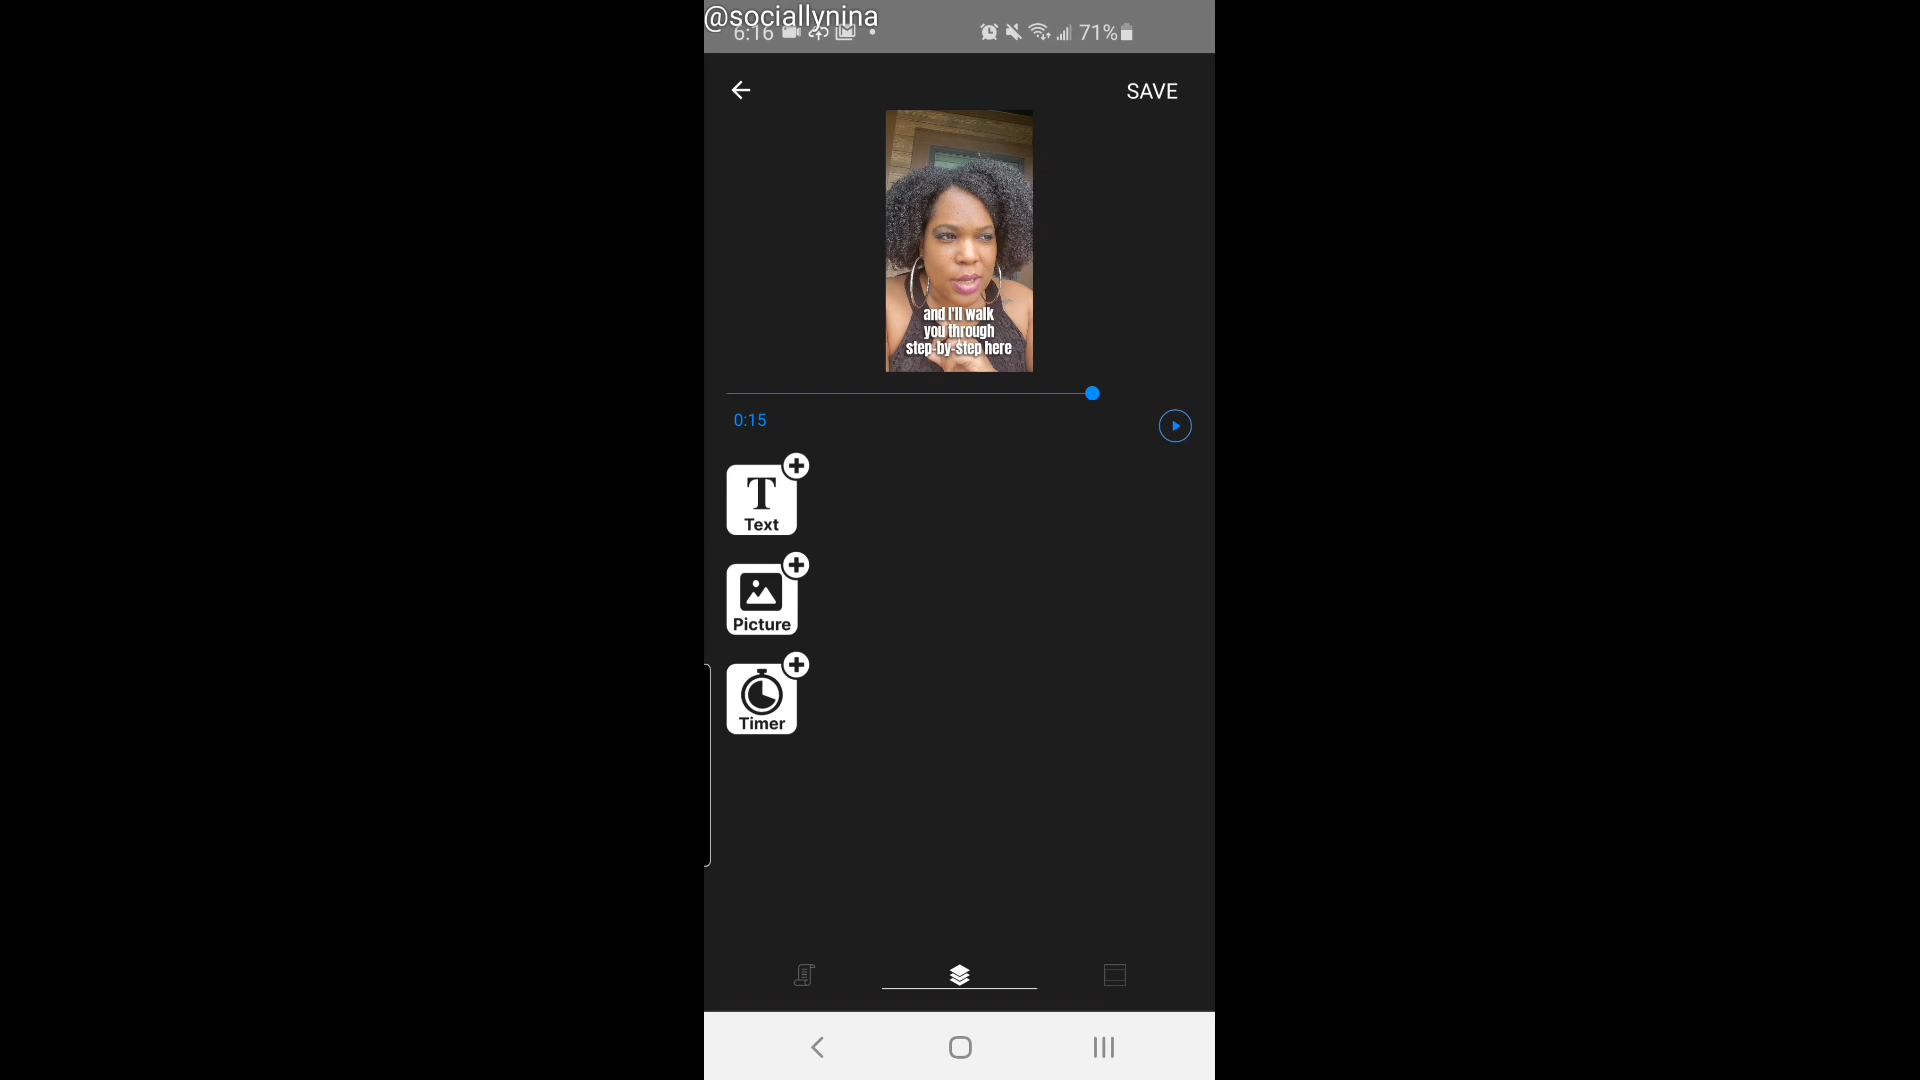 @sociallynina
6:16
71%
SAVE
and I'll walk
you through
step-by-step here
0:15
Text
Picture
Timer